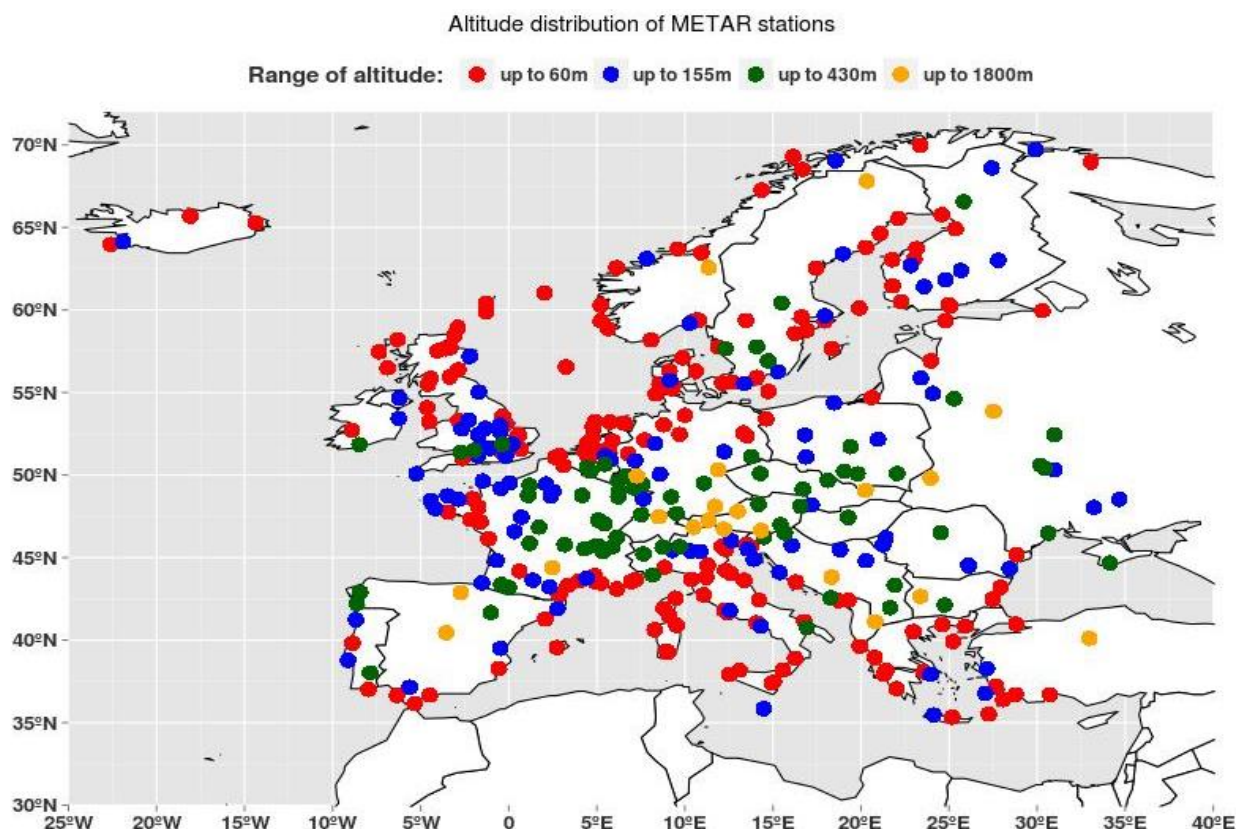 Altitude distribution of METAR stations
Range of altitude: up to 60m up to 155m up to 430m up to 1800m
70ºN
65ºN
60ºN
55ºN
50ºN
45ºN
40ºN
35ºN
30ºN
25ºW 20ºW 15ºW 10ºW 5ºW 0 5ºE 10ºE 15ºE 20ºE 25ºE 30ºE 35ºE 40ºE